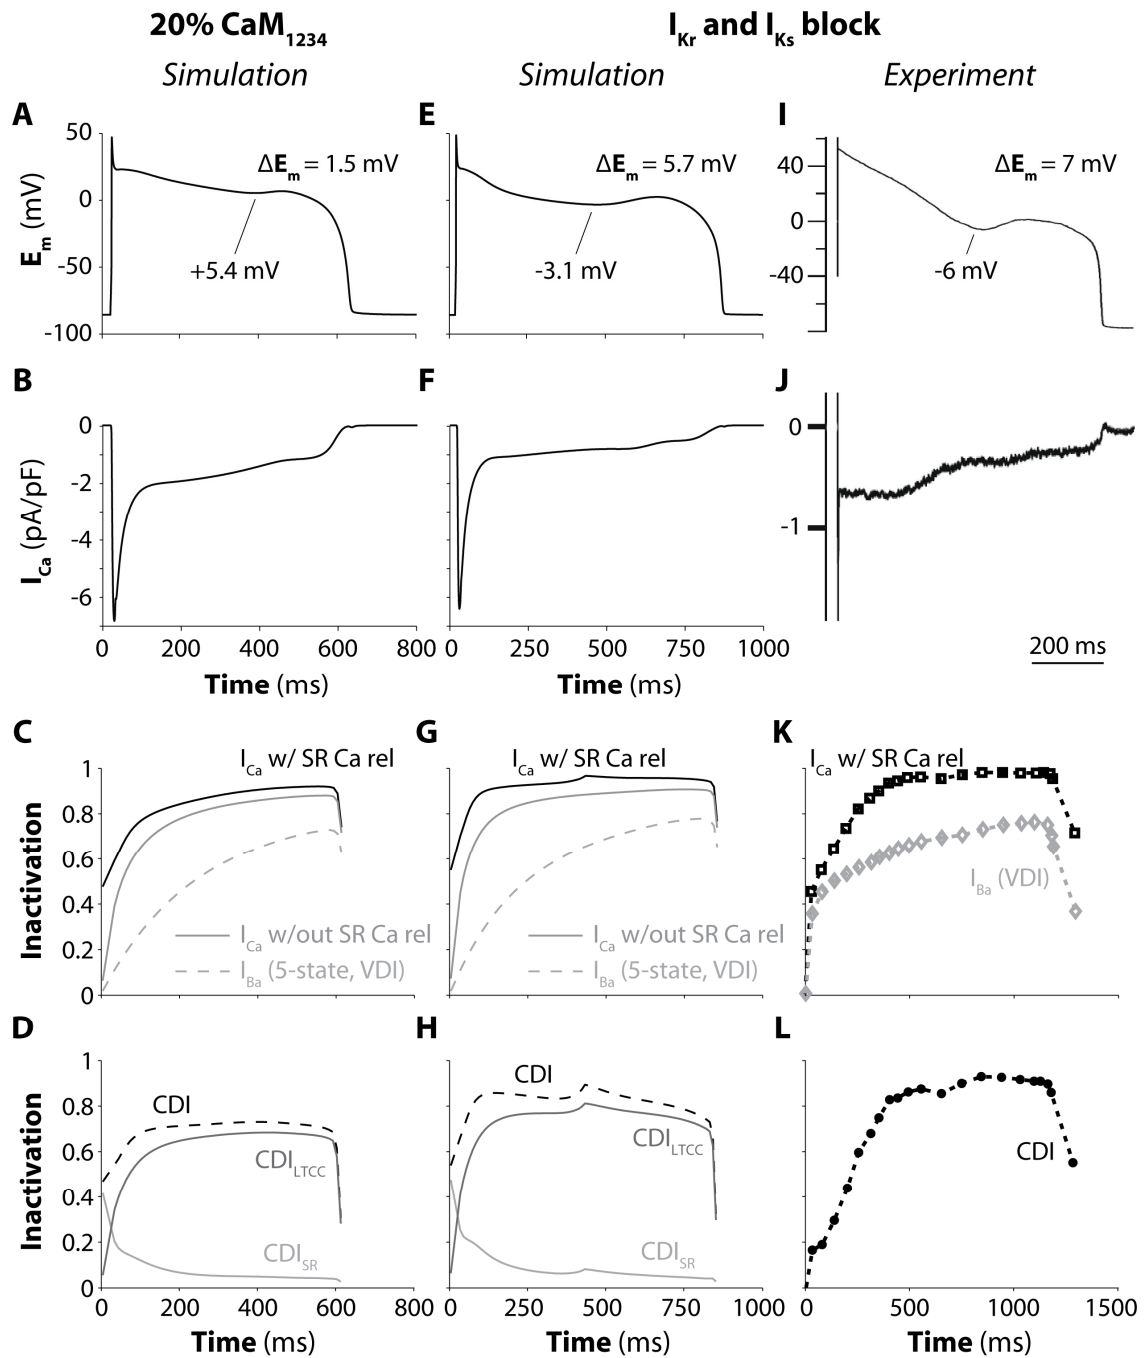 20% CaM1234
IKr and IKs block
Simulation
Simulation
Experiment
A
E
I
50
0
-50
-100
Em (mV)
ΔEm = 1.5 mV
+5.4 mV
ΔEm = 5.7 mV
-3.1 mV
40
0
-40
ΔEm = 7 mV
-6 mV
B
F
J
0
-2
-4
-6
ICa (pA/pF)
0 200 400 600 800
Time (ms)
0 250 500 750 1000
Time (ms)
0
-1
200 ms
C
G
K
ICa w/ SR Ca rel
ICa w/ SR Ca rel
ICa w/ SR Ca rel
1
0.8
0.6
0.4
0.2
0
Inactivation
ICa w/out SR Ca rel
IBa (5-state, VDI)
ICa w/out SR Ca rel
IBa (5-state, VDI)
IBa (VDI)
D
H
L
1
0.8
0.6
0.4
0.2
0
Inactivation
CDI
CDILTCC
CDISR
CDI
CDILTCC
CDISR
CDI
0 200 400 600 800
Time (ms)
0 250 500 750 1000
Time (ms)
0 500 1000 1500
Time (ms)